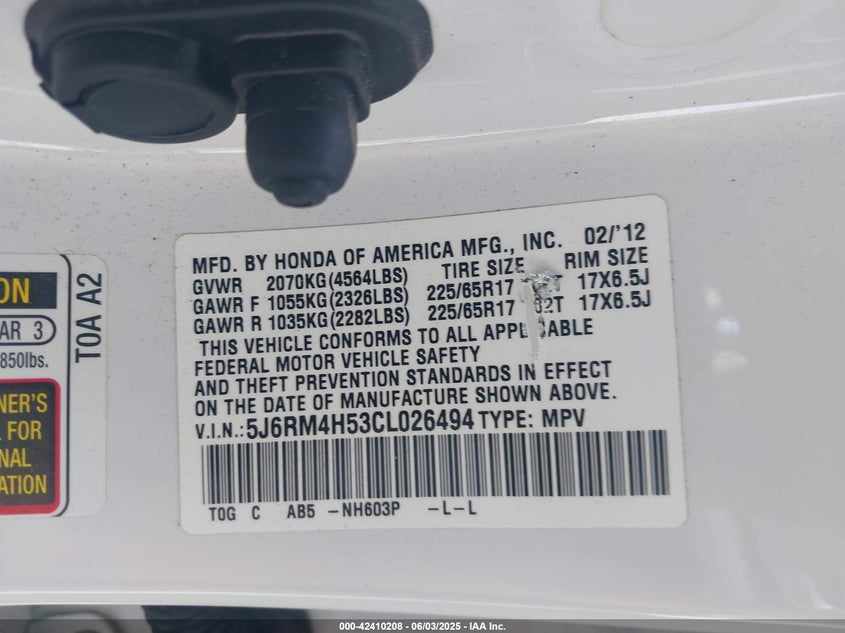 MFD. BY HONDA OF AMERICA MFG., INC. 02/'12
GVWR 2070KG(4564LBS) TIRE SIZE RIM SIZE
GAWR F 1055KG(2326LBS) 225/65R17 17X6.5J
GAWR R 1035KG(2282LBS) 225/65R17 17X6.5J
THIS VEHICLE CONFORMS TO ALL APPLICABLE
FEDERAL MOTOR VEHICLE SAFETY
AND THEFT PREVENTION STANDARDS IN EFFECT
ON THE DATE OF MANUFACTURE SHOWN ABOVE.
V.I.N.:5J6RM4H53CL026494 TYPE: MPV
T0G C AB5 -NH603P -L-L
ON
AR 3
850lbs.
NER'S
L FOR
NAL
ATION
T0A A2
000-42410208 - 06/03/2025 - IAA Inc.